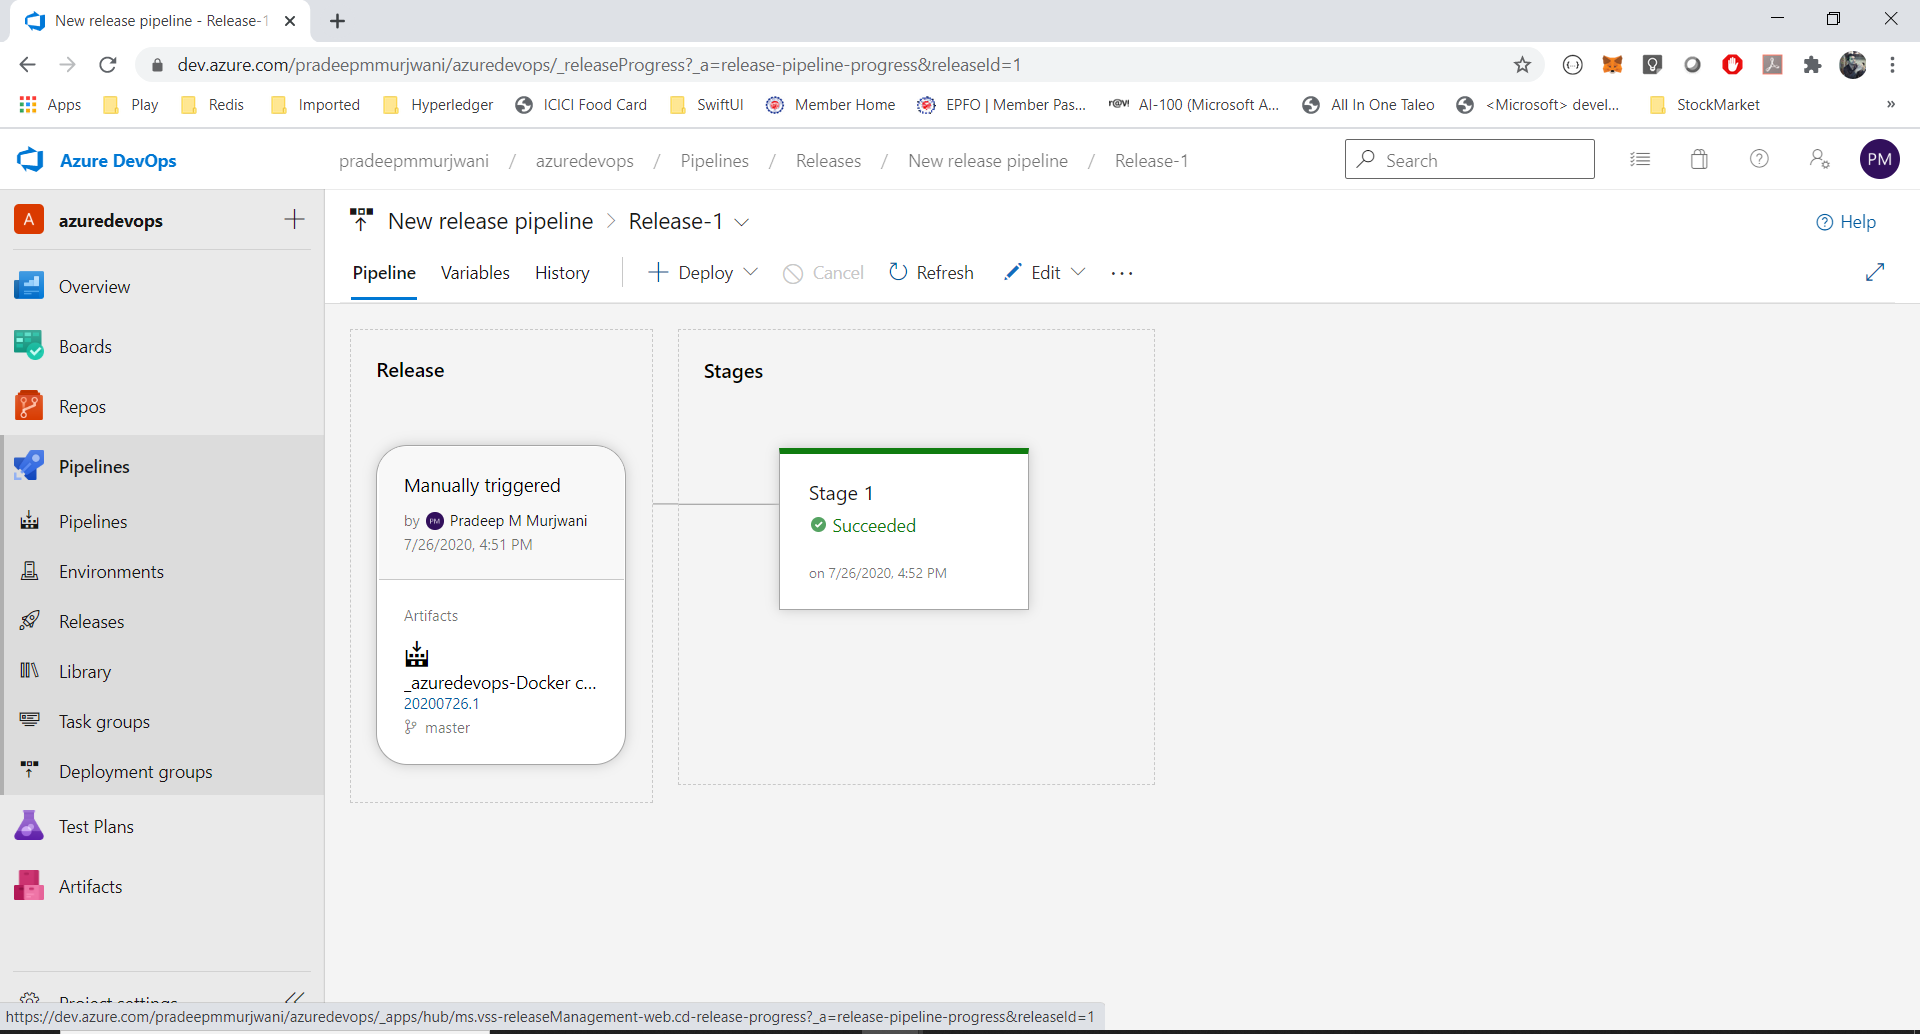 New release pipeline - Release-1
dev.azure.com/pradeepmmurjwani/azuredevops/_releaseProgress?_a=release-pipeline-progress&releaseId=1
Apps Play Redis Imported Hyperledger ICICI Food Card SwiftUI Member Home EPFO | Member Pas... r@v! AI-100 (Microsoft A... All In One Taleo <Microsoft> devel... StockMarket »
Azure DevOps pradeepmmurjwani / azuredevops / Pipelines / Releases / New release pipeline / Release-1 Search PM
A azuredevops
New release pipeline > Release-1 Help
Pipeline Variables History Deploy Cancel Refresh Edit ...
Overview
Boards
Repos
Pipelines
Pipelines
Environments
Releases
Library
Task groups
Deployment groups
Test Plans
Artifacts
Project settings
Release
Manually triggered
by PM Pradeep M Murjwani
7/26/2020, 4:51 PM
Artifacts
_azuredevops-Docker c...
20200726.1
master
Stages
Stage 1
Succeeded
on 7/26/2020, 4:52 PM
https://dev.azure.com/pradeepmmurjwani/azuredevops/_apps/hub/ms.vss-releaseManagement-web.cd-release-progress?_a=release-pipeline-progress&releaseId=1